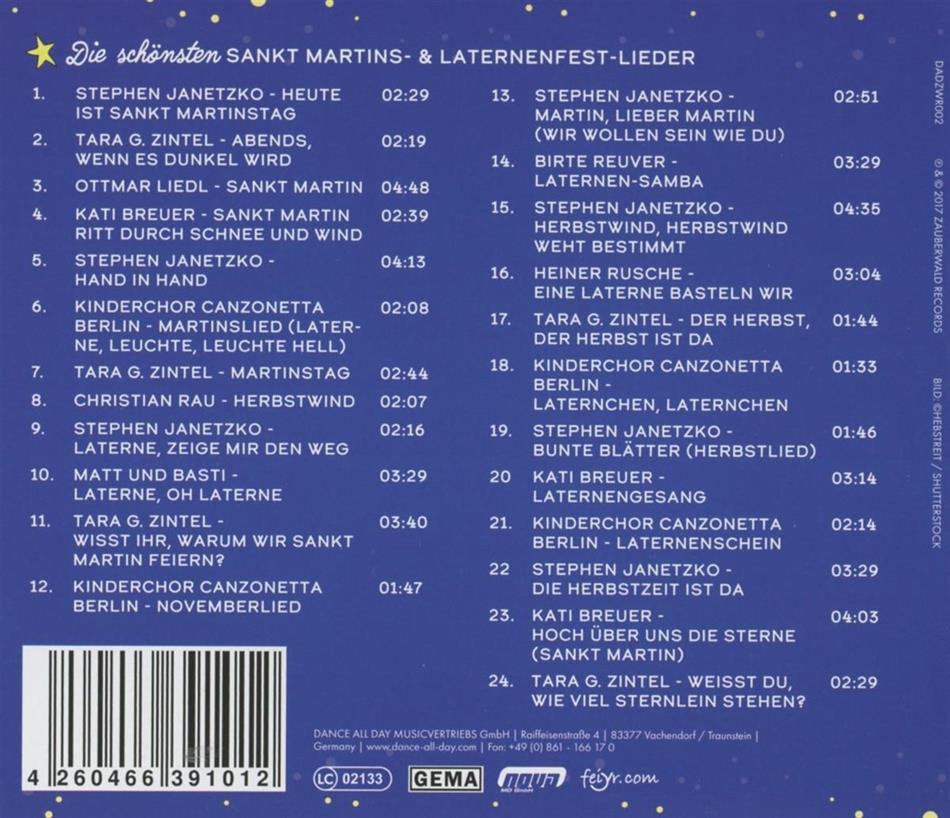 Die schönsten SANKT MARTINS- & LATERNENFEST-LIEDER
1. STEPHEN JANETZKO - HEUTE 02:29
IST SANKT MARTINSTAG
2. TARA G. ZINTEL - ABENDS, 02:19
WENN ES DUNKEL WIRD
3. OTTMAR LIEDL - SANKT MARTIN 04:48
4. KATI BREUER - SANKT MARTIN 02:39
RITT DURCH SCHNEE UND WIND
5. STEPHEN JANETZKO - 04:13
HAND IN HAND
6. KINDERCHOR CANZONETTA 02:08
BERLIN - MARTINSLIED (LATER-
NE, LEUCHTE, LEUCHTE HELL)
7. TARA G. ZINTEL - MARTINSTAG 02:44
8. CHRISTIAN RAU - HERBSTWIND 02:07
9. STEPHEN JANETZKO - 02:16
LATERNE, ZEIGE MIR DEN WEG
10. MATT UND BASTI - 03:29
LATERNE, OH LATERNE
11. TARA G. ZINTEL - 03:40
WISST IHR, WARUM WIR SANKT
MARTIN FEIERN?
12. KINDERCHOR CANZONETTA 01:47
BERLIN - NOVEMBERLIED
13. STEPHEN JANETZKO - 02:51
MARTIN, LIEBER MARTIN
(WIR WOLLEN SEIN WIE DU)
14. BIRTE REUVER - 03:29
LATERNEN-SAMBA
15. STEPHEN JANETZKO - 04:35
HERBSTWIND, HERBSTWIND
WEHT BESTIMMT
16. HEINER RUSCHE - 03:04
EINE LATERNE BASTELN WIR
17. TARA G. ZINTEL - DER HERBST, 01:44
DER HERBST IST DA
18. KINDERCHOR CANZONETTA 01:33
BERLIN -
LATERNCHEN, LATERNCHEN
19. STEPHEN JANETZKO - 01:46
BUNTE BLÄTTER (HERBSTLIED)
20 KATI BREUER - 03:14
LATERNENGESANG
21. KINDERCHOR CANZONETTA 02:14
BERLIN - LATERNENSCHEIN
22 STEPHEN JANETZKO - 03:29
DIE HERBSTZEIT IST DA
23. KATI BREUER - 04:03
HOCH ÜBER UNS DIE STERNE
(SANKT MARTIN)
24. TARA G. ZINTEL - WEISST DU, 02:29
WIE VIEL STERNLEIN STEHEN?
DADZWR002
℗ & © 2017 ZAUBERWALD RECORDS
BILD: ©HEBSTREIT / SHUTTERSTOCK
DANCE ALL DAY MUSICVERTRIEBS GmbH | Raiffeisenstraße 4 | 83377 Vachendorf / Traunstein |
Germany | www.dance-all-day.com | Fon: +49 (0) 861 - 166 17 0
4 260466 391012
LC 02133
GEMA
nova
MD GmbH
feiyr.com